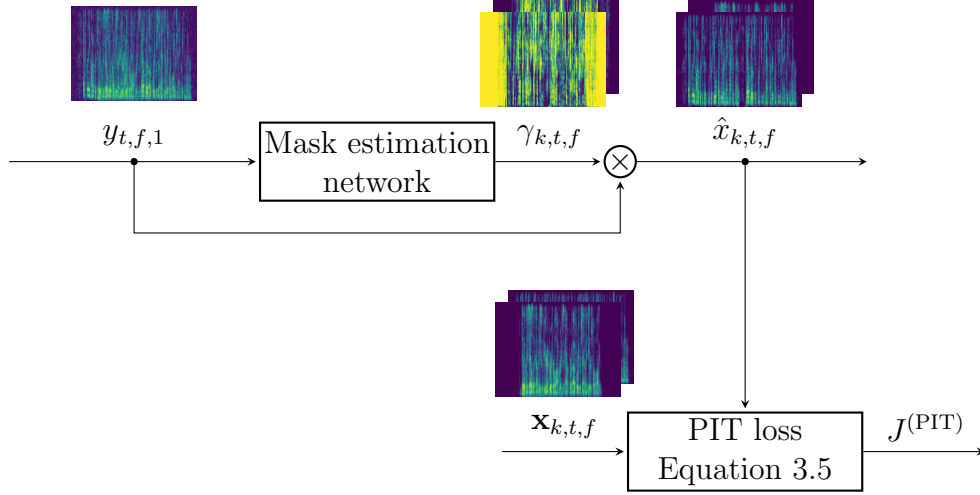 y_{t,f,1}
Mask estimation
network
γ_{k,t,f}
×
x̂_{k,t,f}
𝐱_{k,t,f}
PIT loss
Equation 3.5
J^{(PIT)}